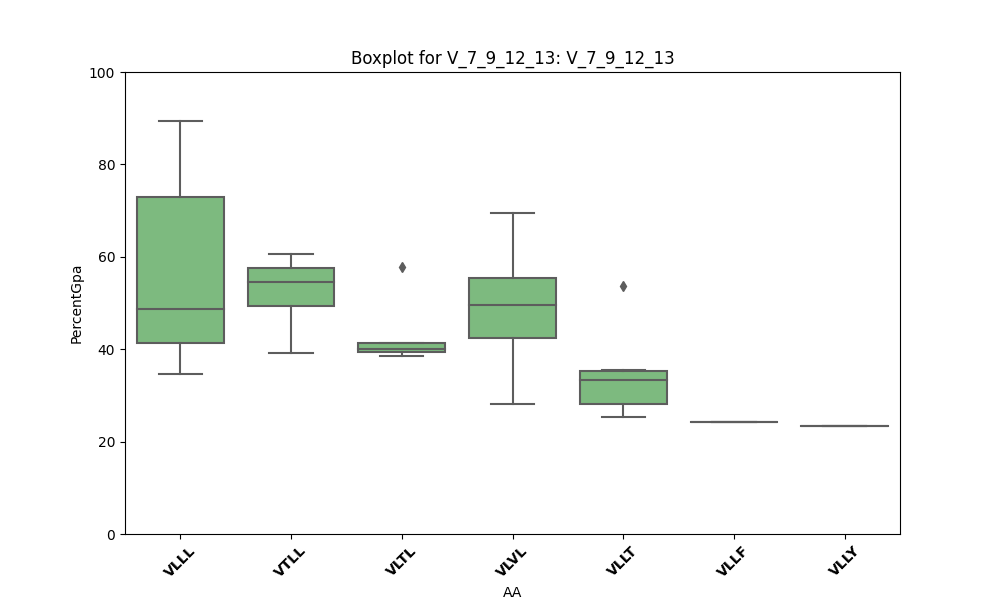 Boxplot for V_7_9_12_13: V_7_9_12_13
100
80
60
40
20
0
PercentGpa
VLLL
VTLL
VLTL
VLVL
VLLT
VLLF
VLLY
AA